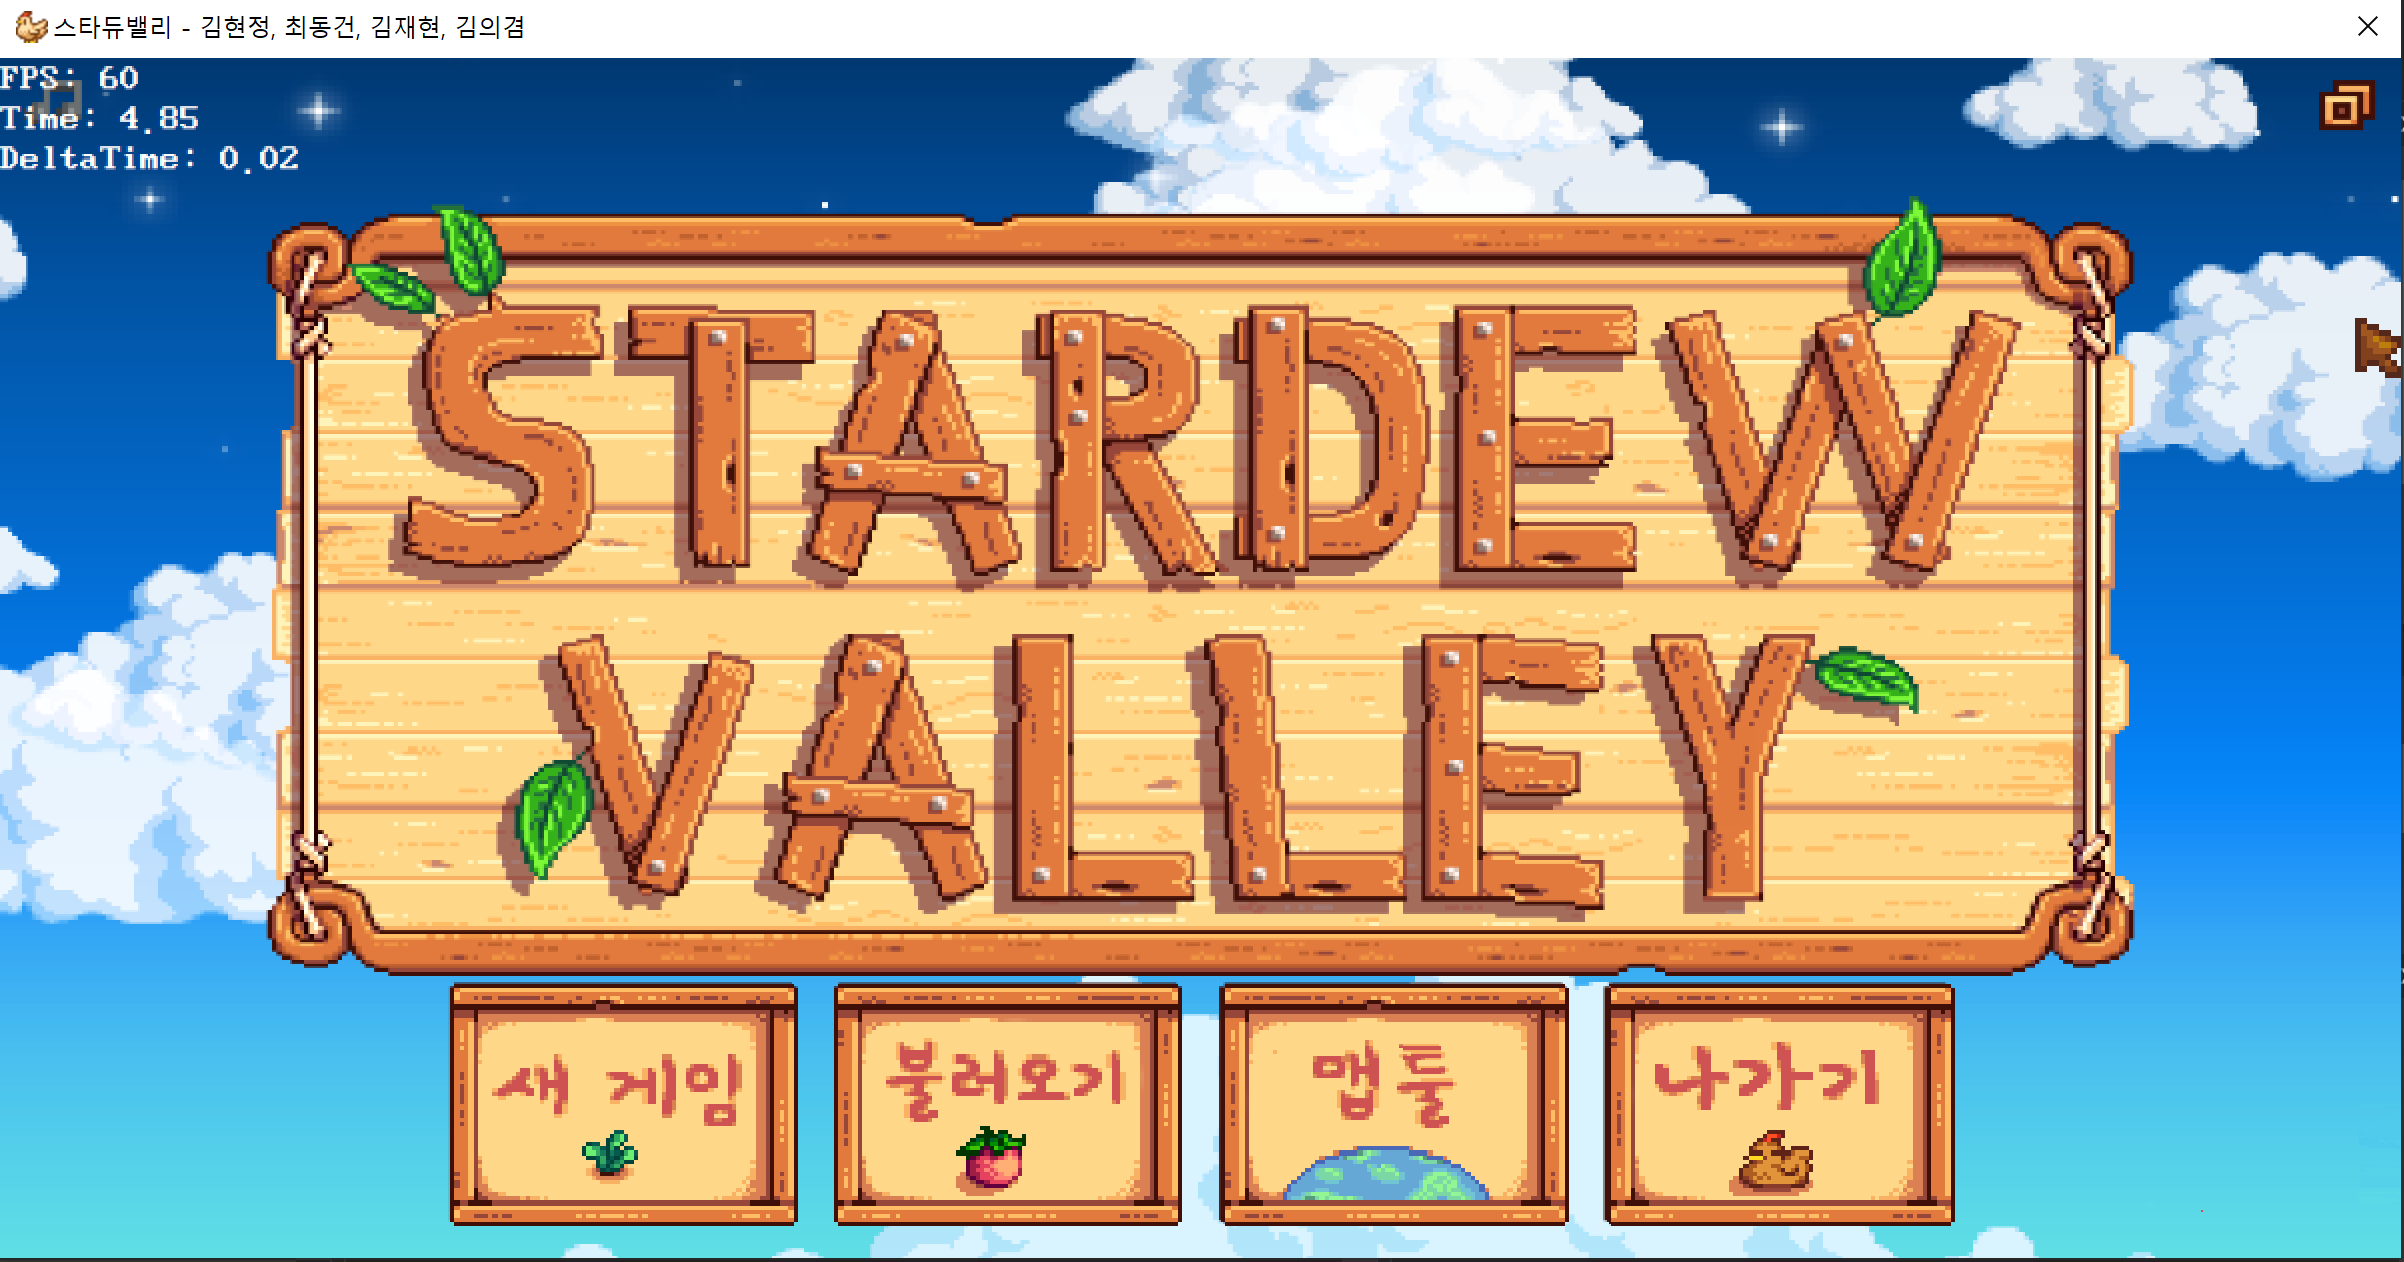 스타듀밸리 - 김현정, 최동건, 김재현, 김의겸
FPS: 60
Time: 4.85
DeltaTime: 0.02
STARDEW
VALLEY
새 게임
불러오기
맵 툴
나가기